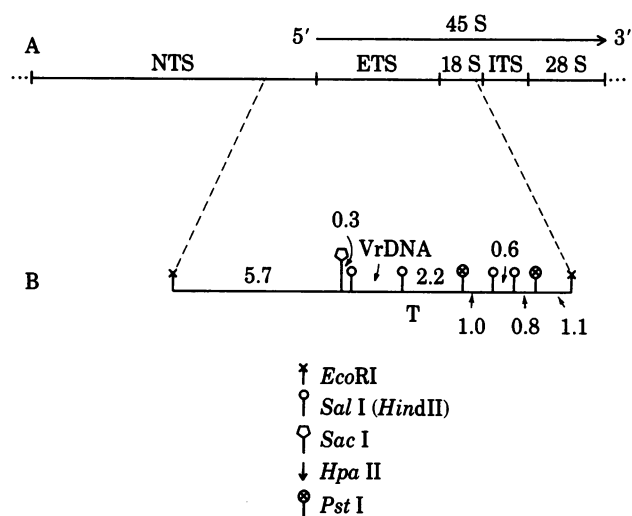 45 S
5′ 3′
A
NTS ETS 18 S ITS 28 S
0.3
VrDNA 0.6
B 5.7 2.2
T 1.0 0.8 1.1
EcoRI
Sal I (HindII)
Sac I
Hpa II
Pst I